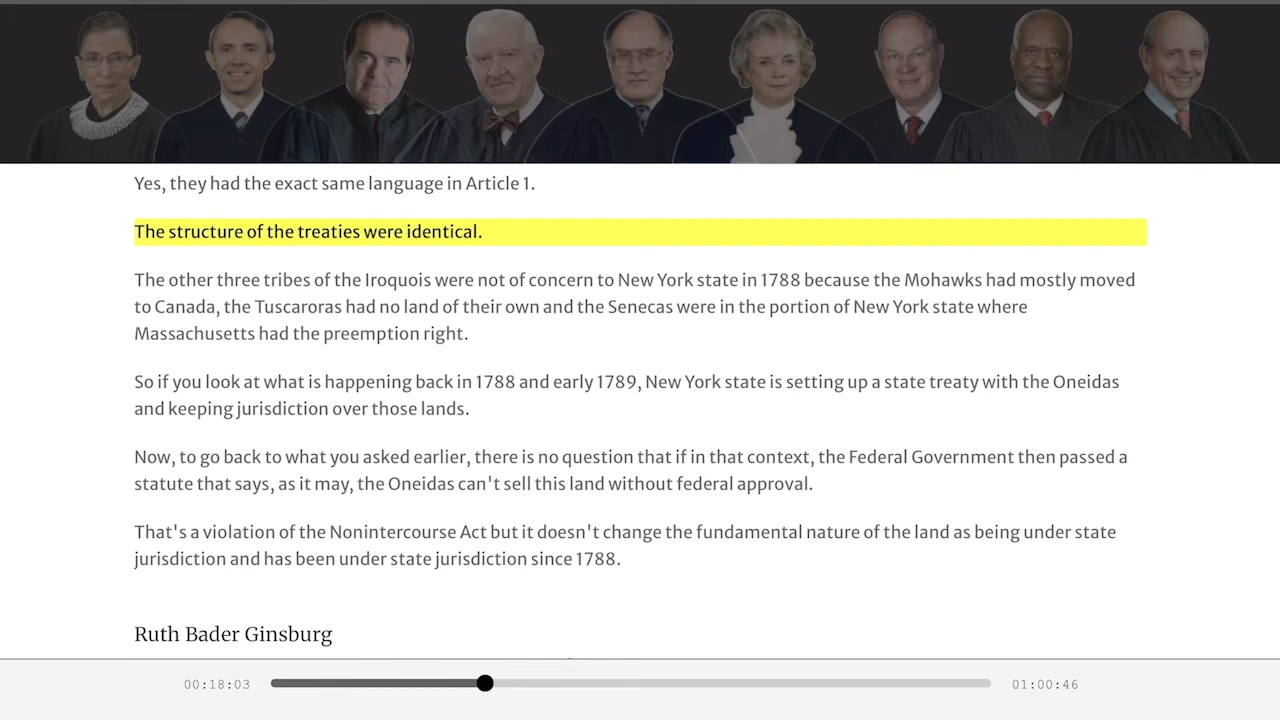 Yes, they had the exact same language in Article 1.
The structure of the treaties were identical.
The other three tribes of the Iroquois were not of concern to New York state in 1788 because the Mohawks had mostly moved
to Canada, the Tuscaroras had no land of their own and the Senecas were in the portion of New York state where
Massachusetts had the preemption right.
So if you look at what is happening back in 1788 and early 1789, New York state is setting up a state treaty with the Oneidas
and keeping jurisdiction over those lands.
Now, to go back to what you asked earlier, there is no question that if in that context, the Federal Government then passed a
statute that says, as it may, the Oneidas can't sell this land without federal approval.
That's a violation of the Nonintercourse Act but it doesn't change the fundamental nature of the land as being under state
jurisdiction and has been under state jurisdiction since 1788.
Ruth Bader Ginsburg
00:18:03
01:00:46